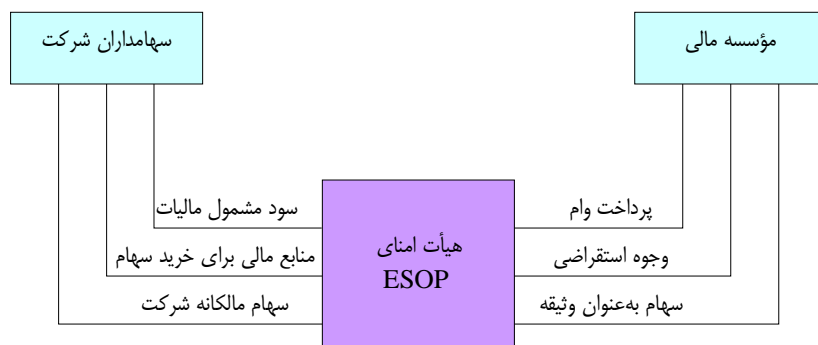 مؤسسه مالی
سهامداران شرکت
پرداخت وام
وجوه استقراضی
سهام به‌عنوان وثیقه
هیأت امنای
ESOP
سود مشمول مالیات
منابع مالی برای خرید سهام
سهام مالکانه شرکت